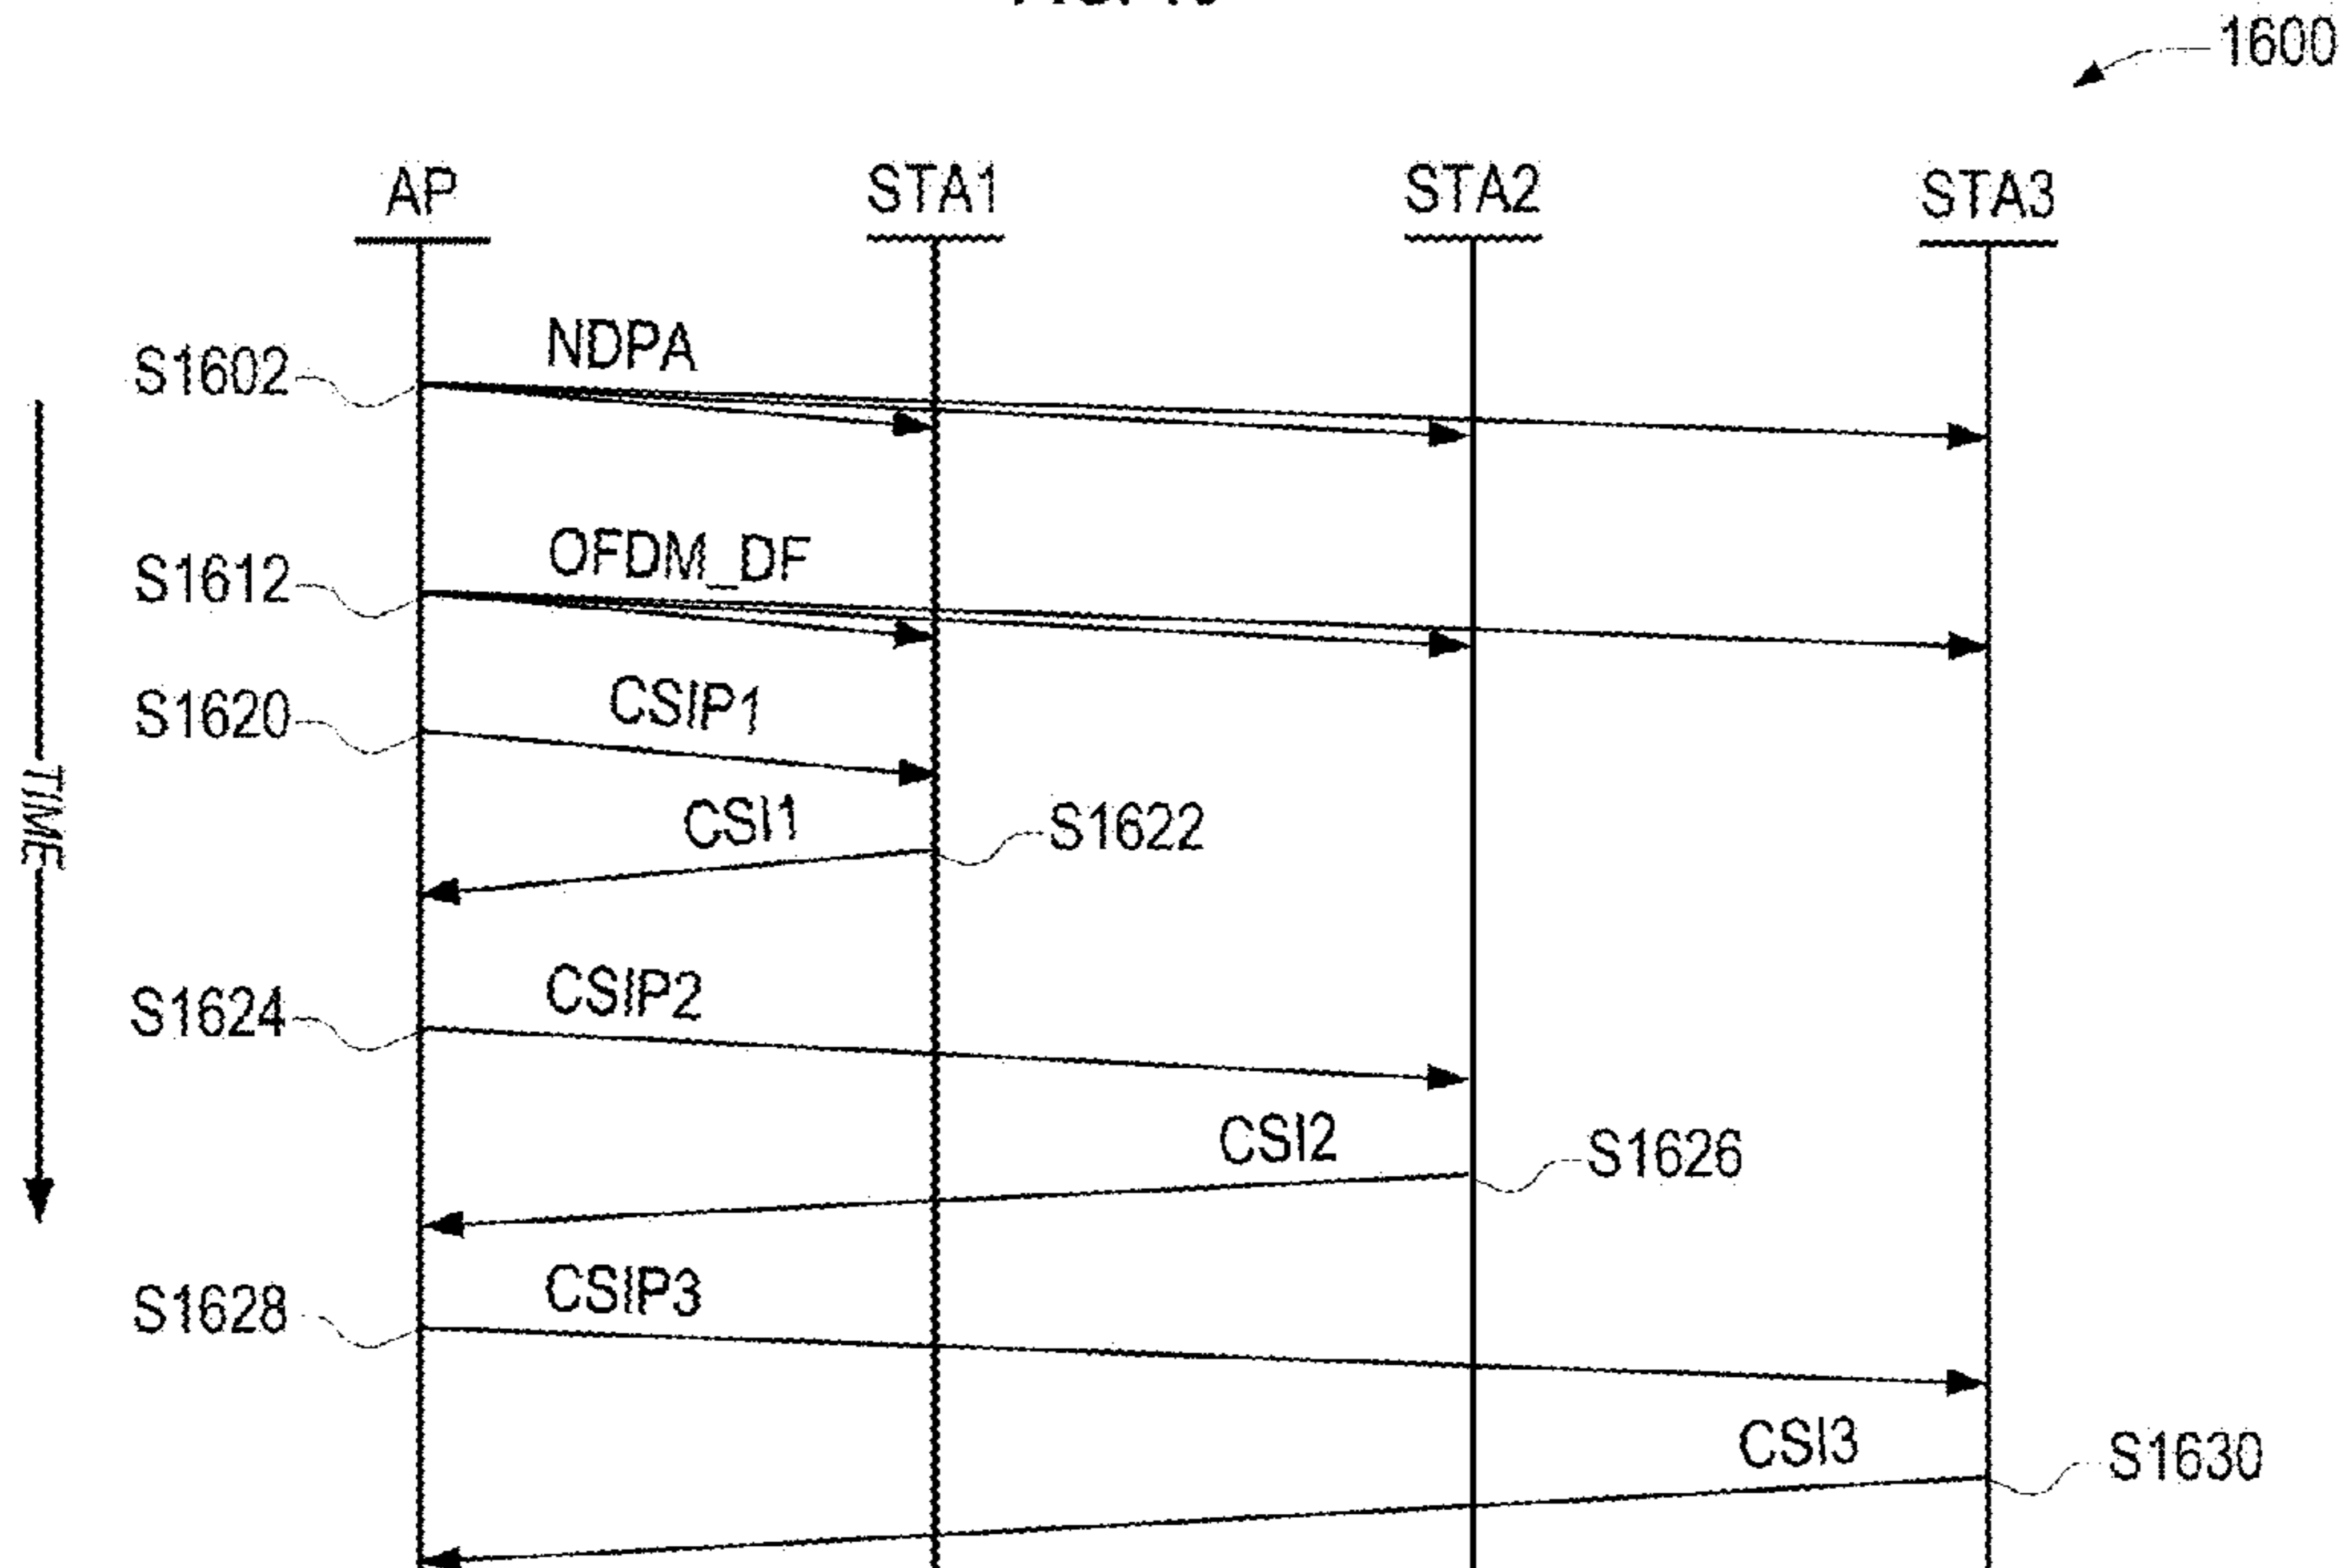 1600
AP
STA1
STA2
STA3
NDPA
S1602
OFDM_DF
S1612
CSIP1
S1620
TIME
CSI1
S1622
CSIP2
S1624
CSI2
S1626
CSIP3
S1628
CSI3
S1630